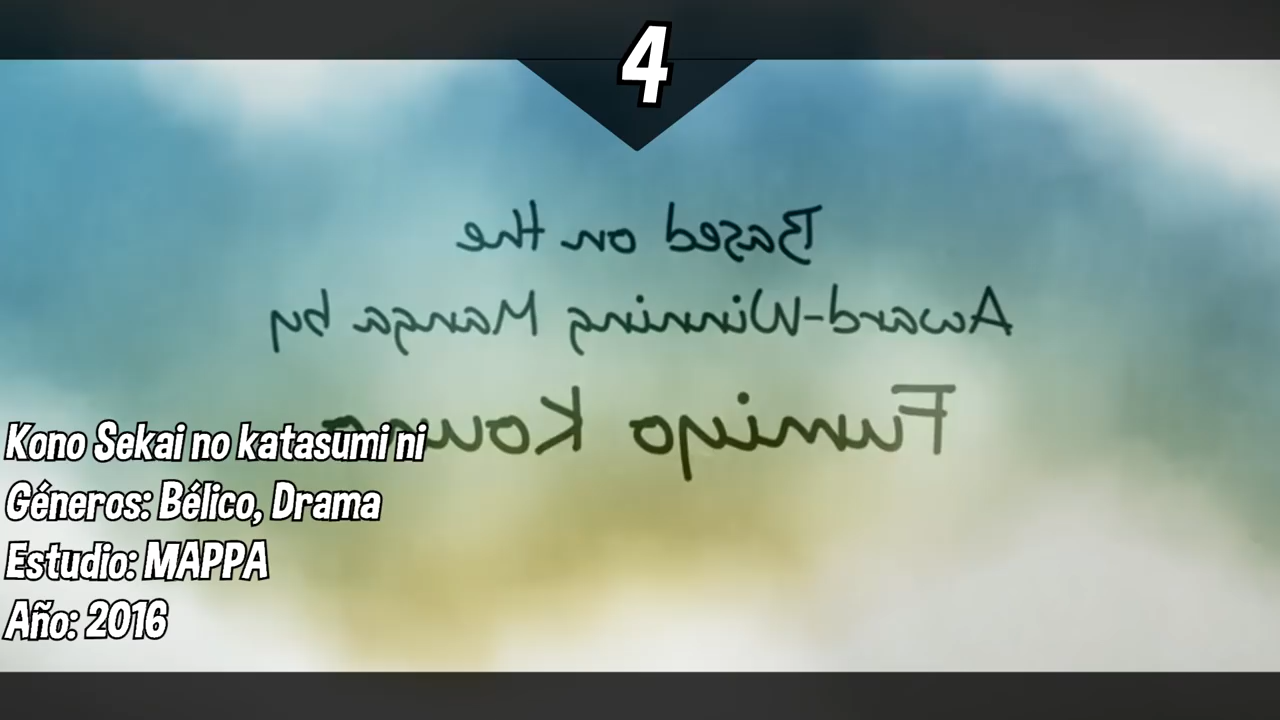 4
Based on the
Award-Winning Manga by
Fumiyo Kouno
Kono Sekai no katasumi ni
Géneros: Bélico, Drama
Estudio: MAPPA
Año: 2016